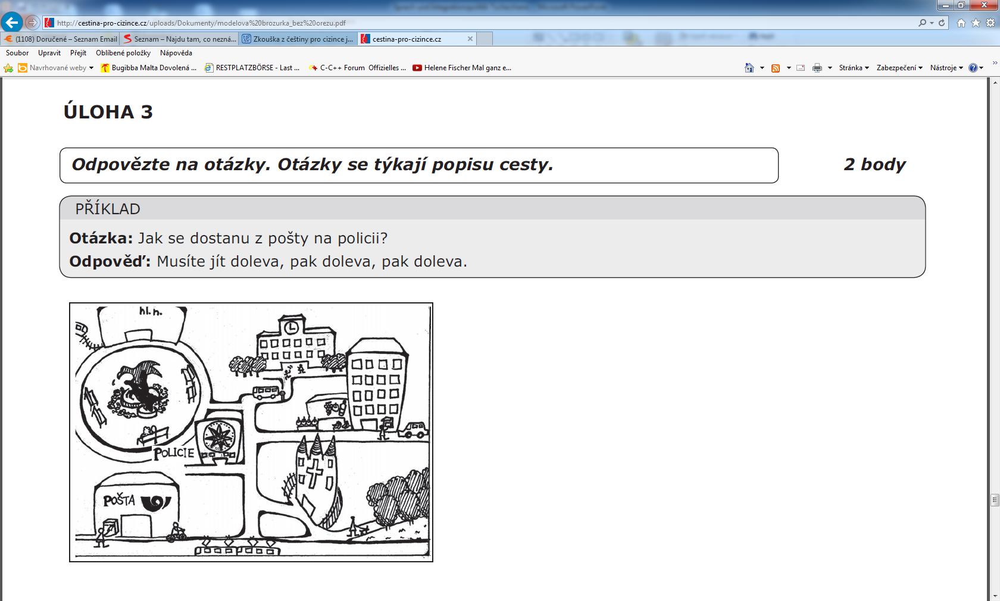 http://cestina-pro-cizince.cz/uploads/Dokumenty/modelova%20brozurka_bez%20orezu.pdf
(1108) Doručené – Seznam Email
Seznam – Najdu tam, co nezná...
Zkouška z češtiny pro cizince j...
cestina-pro-cizince.cz
Soubor Upravit Přejít Oblíbené položky Nápověda
Navrhované weby
Bugibba Malta Dovolená ...
RESTPLATZBÖRSE - Last ...
C-C++ Forum Offizielles ...
Helene Fischer Mal ganz e...
Stránka Zabezpečení Nástroje
ÚLOHA 3
Odpovězte na otázky. Otázky se týkají popisu cesty.
2 body
PŘÍKLAD
Otázka: Jak se dostanu z pošty na policii?
Odpověď: Musíte jít doleva, pak doleva, pak doleva.
hl. n.
POLICIE
POŠTA